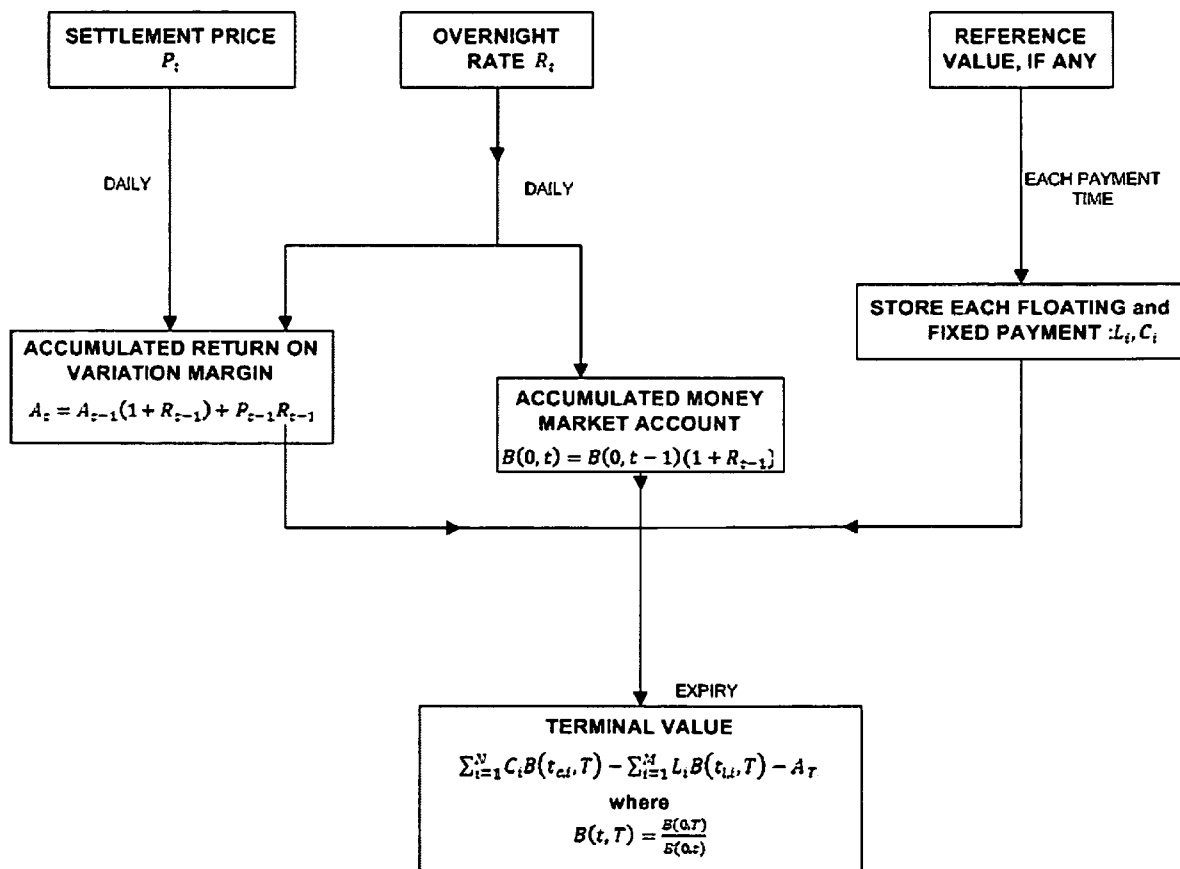 SETTLEMENT PRICE
P_t
OVERNIGHT
RATE R_t
REFERENCE
VALUE, IF ANY
DAILY
DAILY
EACH PAYMENT
TIME
STORE EACH FLOATING and
FIXED PAYMENT :L_i, C_i
ACCUMULATED RETURN ON
VARIATION MARGIN
A_t = A_{t-1}(1 + R_{t-1}) + P_{t-1}R_{t-1}
ACCUMULATED MONEY
MARKET ACCOUNT
B(0, t) = B(0, t − 1)(1 + R_{t-1})
EXPIRY
TERMINAL VALUE
∑_{i=1}^{N} C_i B(t_{c,i}, T) − ∑_{i=1}^{M} L_i B(t_{l,i}, T) − A_T
where
B(t, T) = B(0,T)/B(0,t)